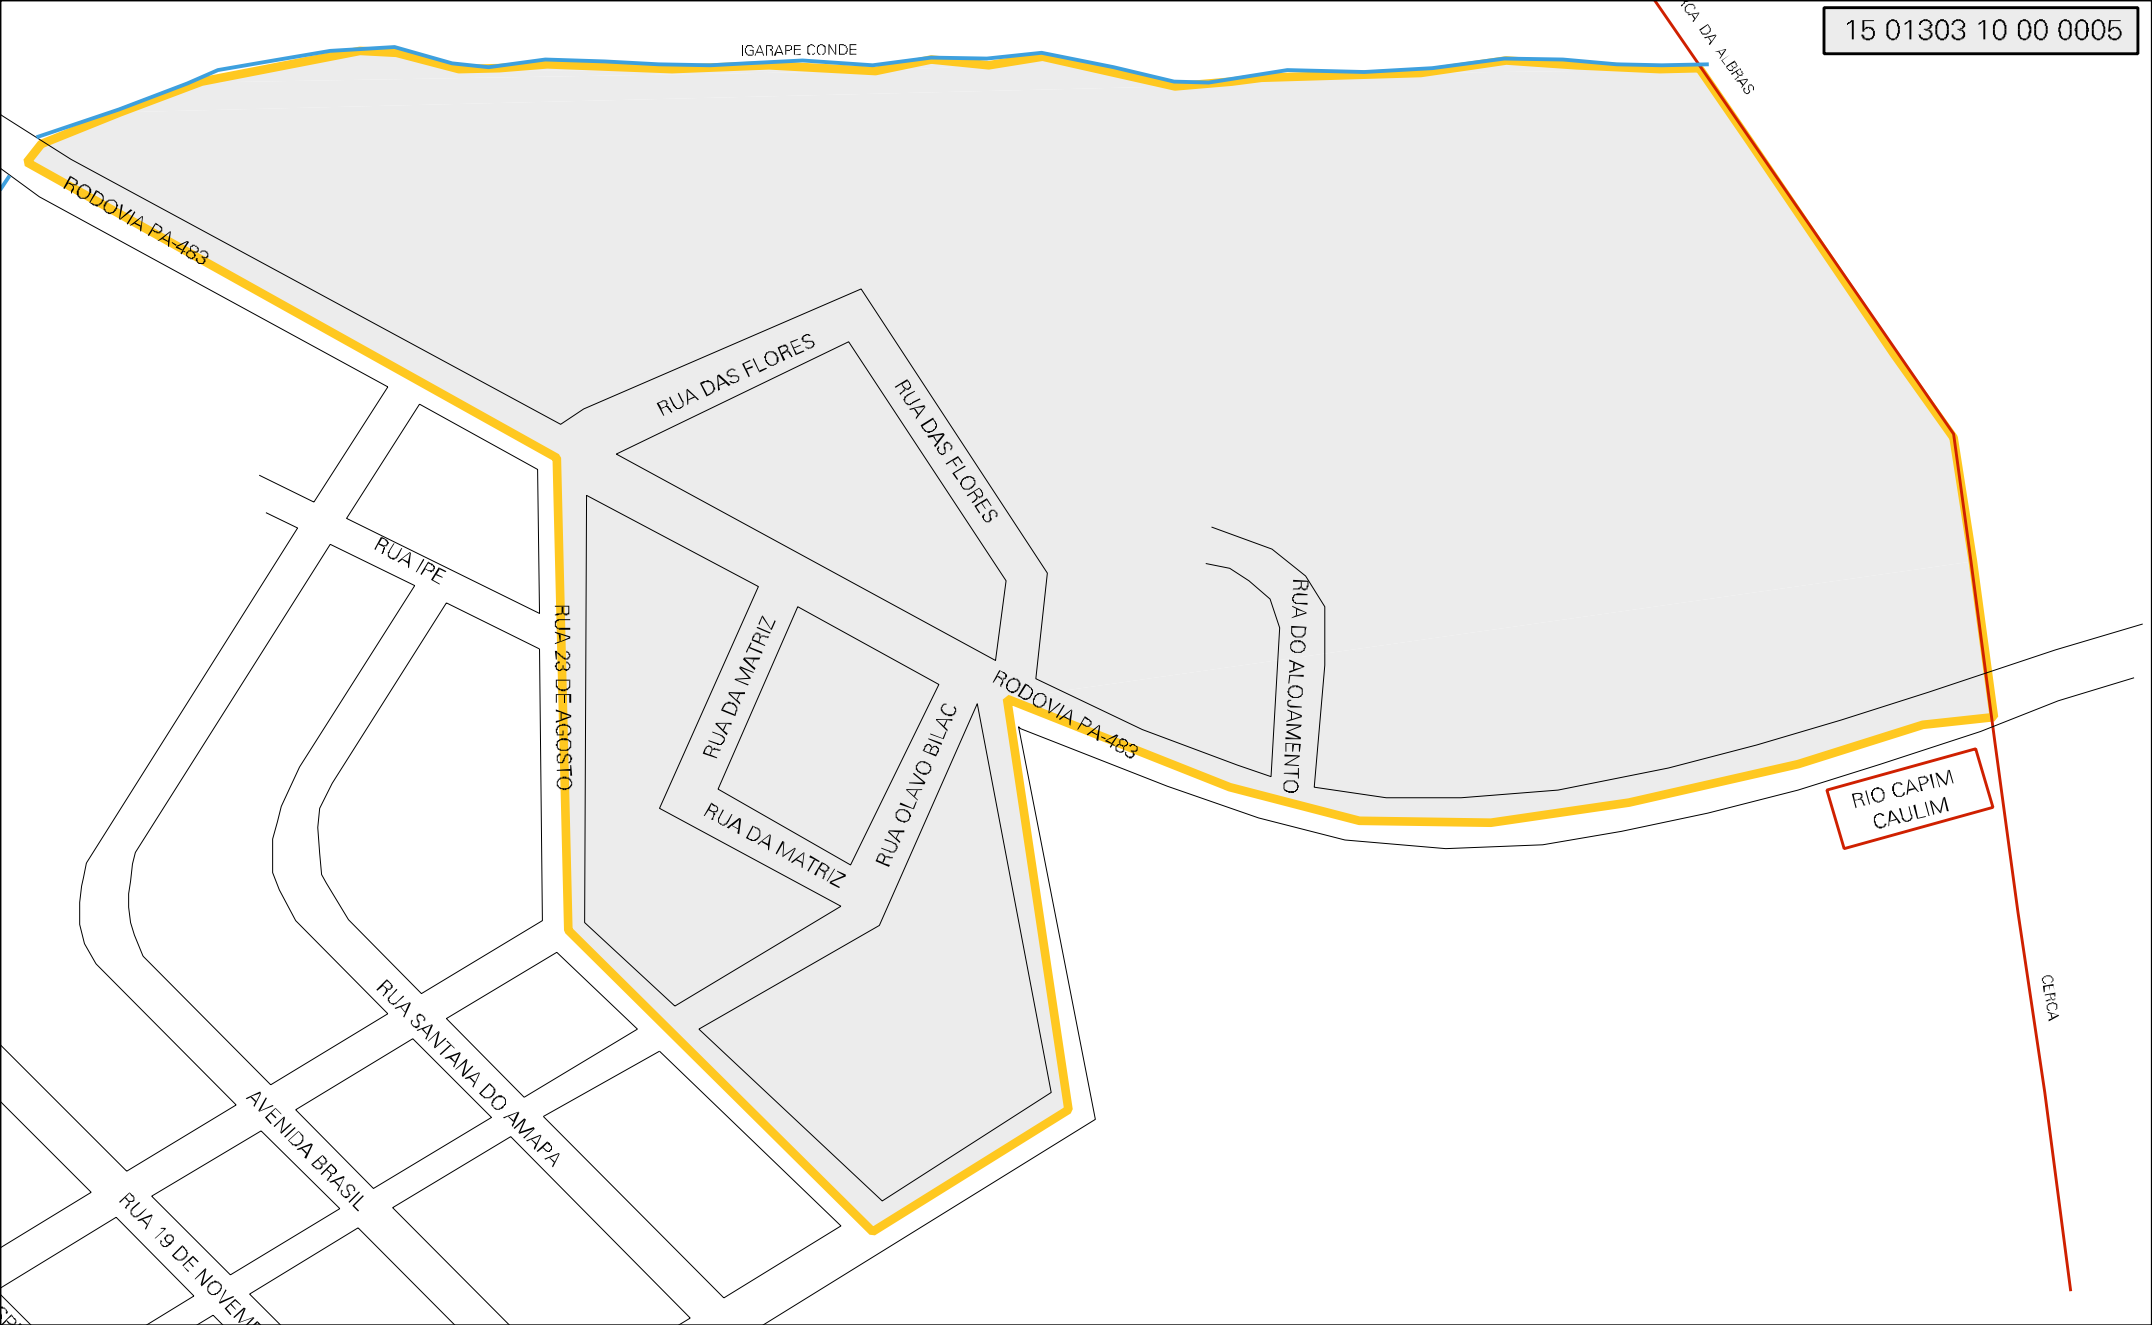 15 01303 10 00 0005
DA ALBRAS
IGARAPE CONDE
RODOVIA PA-483
RUA DAS FLORES
RUA DAS FLORES
RUA IPE
RUA 23 DE AGOSTO
RUA DA MATRIZ
RUA DO ALOJAMENTO
RODOVIA PA-483
RUA OLAVO BILAC
RUA DA MATRIZ
RIO CAPIM
CAULIM
CERCA
RUA SANTANA DO AMAPA
AVENIDA BRASIL
RUA 19 DE NOVEM